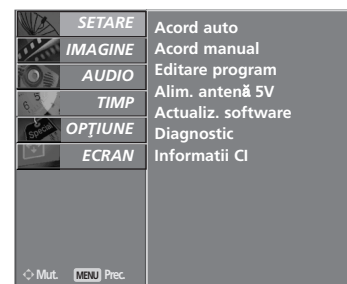 SETARE
IMAGINE
AUDIO
TIMP
OPŢIUNE
ECRAN
Acord auto
Acord manual
Editare program
Alim. antenă 5V
Actualiz. software
Diagnostic
Informatii CI
Mut. MENU Prec.